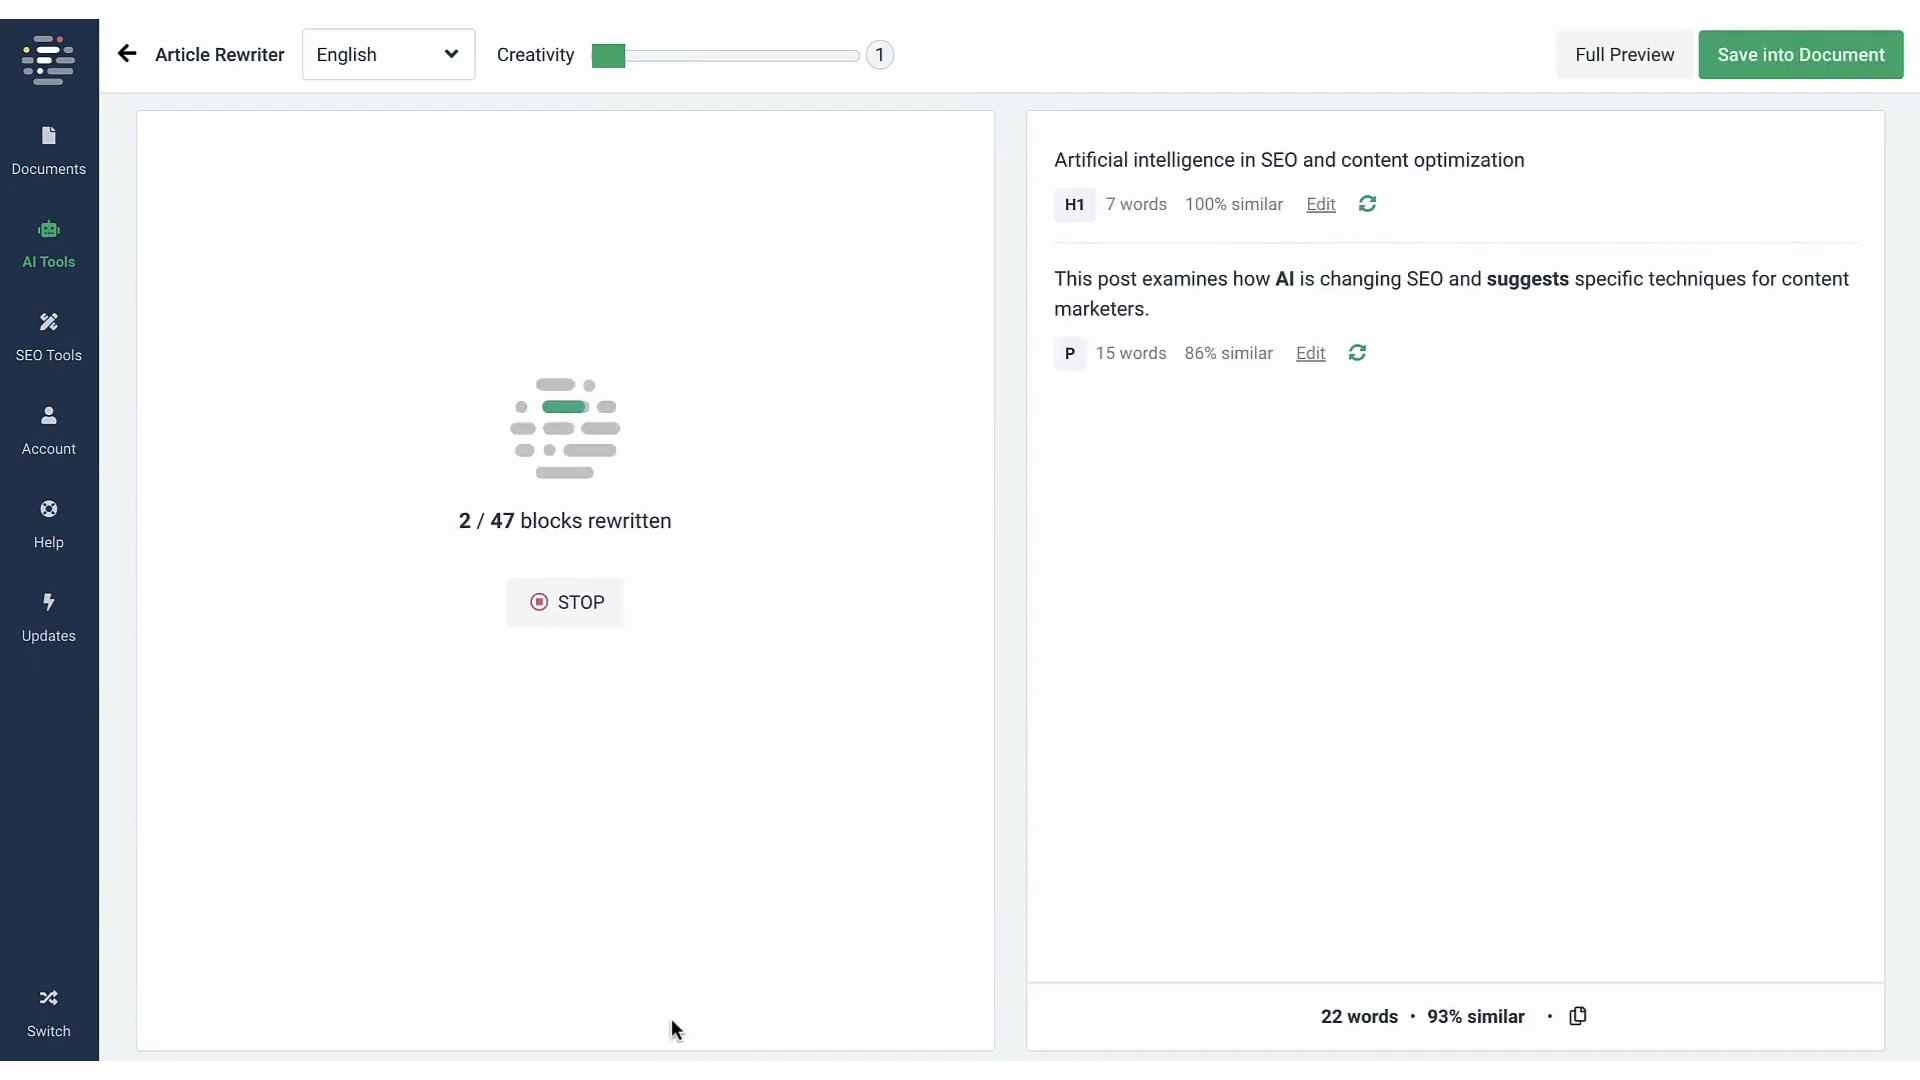 Article Rewriter
English
Creativity
1
Full Preview
Save into Document
Documents
AI Tools
SEO Tools
Account
Help
Updates
Switch
2 / 47 blocks rewritten
STOP
Artificial intelligence in SEO and content optimization
H1 7 words 100% similar Edit
This post examines how AI is changing SEO and suggests specific techniques for content
marketers.
P 15 words 86% similar Edit
22 words • 93% similar •